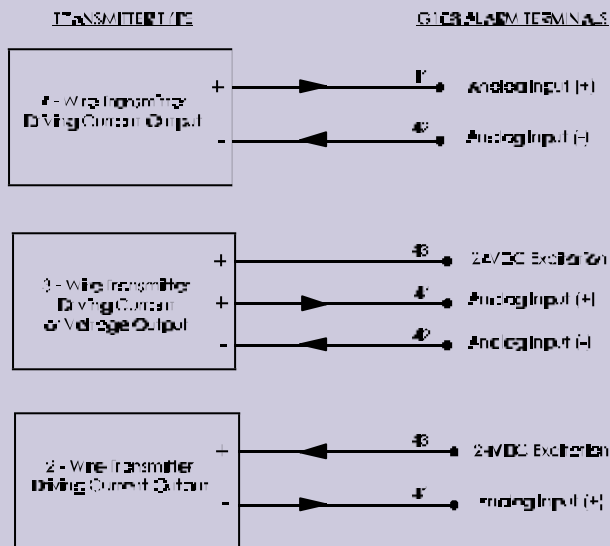 TRANSMITTER TYPE
ALARM TERMINALS
4 - Wire Transmitter
Driving Current Output
+
-
41
42
Analog Input (+)
Analog Input (-)
3 - Wire Transmitter
Driving Current
or Voltage Output
+
+
-
43
41
42
24VDC Excitation
Analog Input (+)
Analog Input (-)
2 - Wire Transmitter
Driving Current Output
+
-
43
41
24VDC Excitation
Analog Input (+)